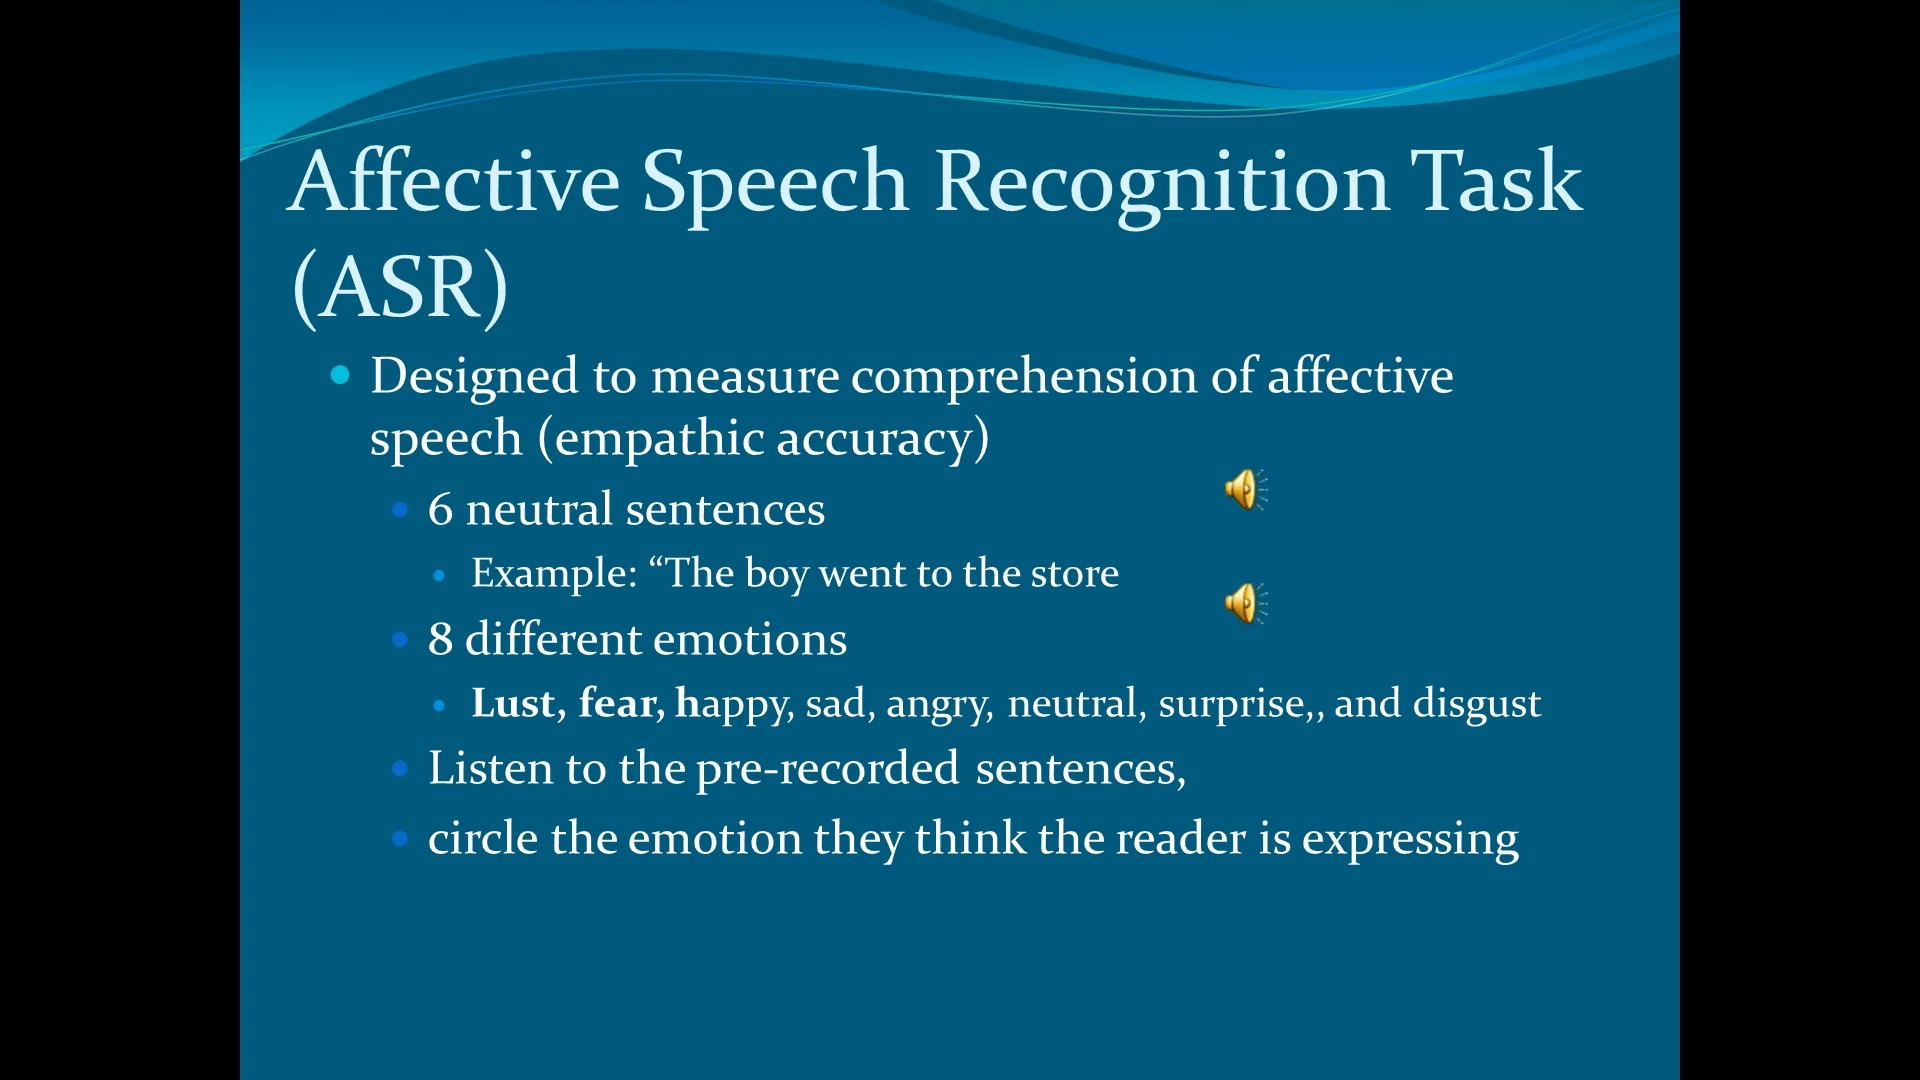 Affective Speech Recognition Task
(ASR)
Designed to measure comprehension of affective
speech (empathic accuracy)
6 neutral sentences
Example: “The boy went to the store
8 different emotions
Lust, fear, happy, sad, angry, neutral, surprise,, and disgust
Listen to the pre-recorded sentences,
circle the emotion they think the reader is expressing